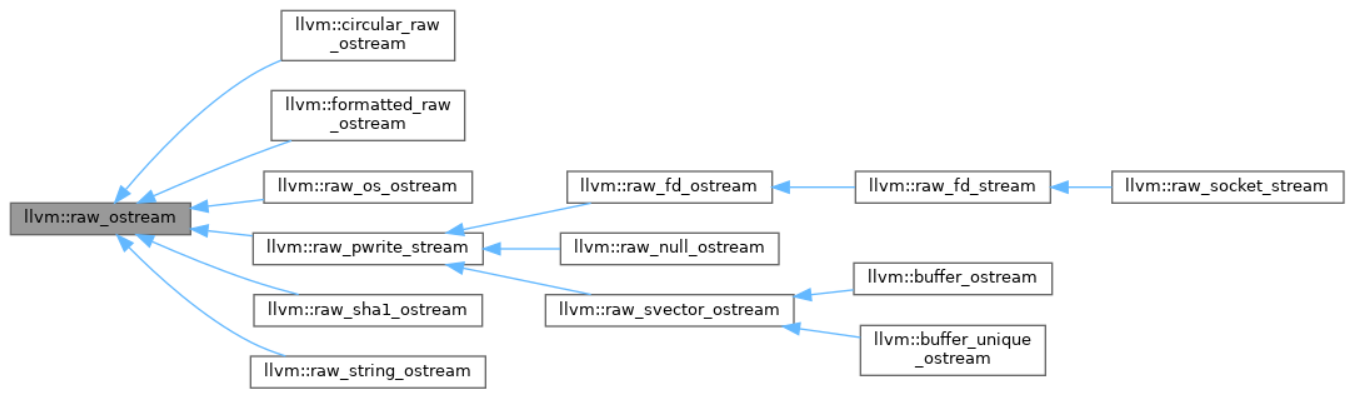 llvm::circular_raw
_ostream
llvm::formatted_raw
_ostream
llvm::raw_os_ostream
llvm::raw_fd_ostream
llvm::raw_fd_stream
llvm::raw_socket_stream
llvm::raw_ostream
llvm::raw_pwrite_stream
llvm::raw_null_ostream
llvm::buffer_ostream
llvm::raw_sha1_ostream
llvm::raw_svector_ostream
llvm::buffer_unique
_ostream
llvm::raw_string_ostream